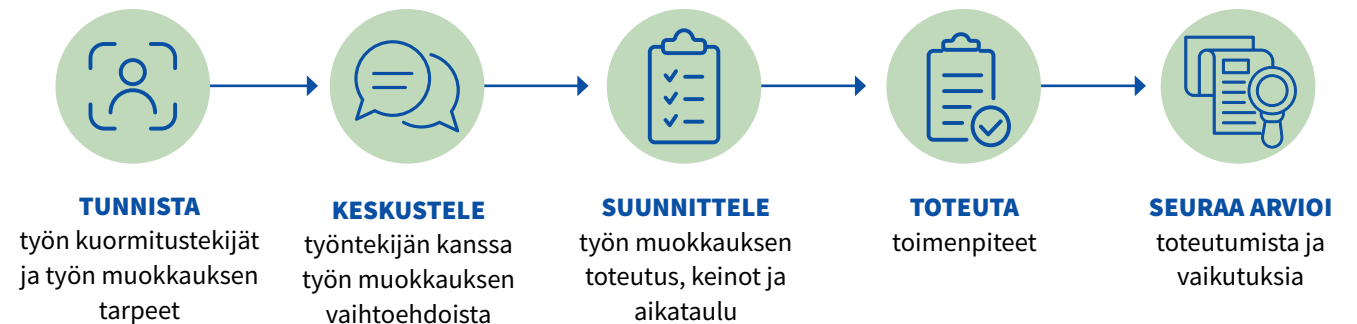 TUNNISTA
työn kuormitustekijät
ja työn muokkauksen
tarpeet
KESKUSTELE
työntekijän kanssa
työn muokkauksen
vaihtoehdoista
SUUNNITTELE
työn muokkauksen
toteutus, keinot ja
aikataulu
TOTEUTA
toimenpiteet
SEURAA ARVIOI
toteutumista ja
vaikutuksia